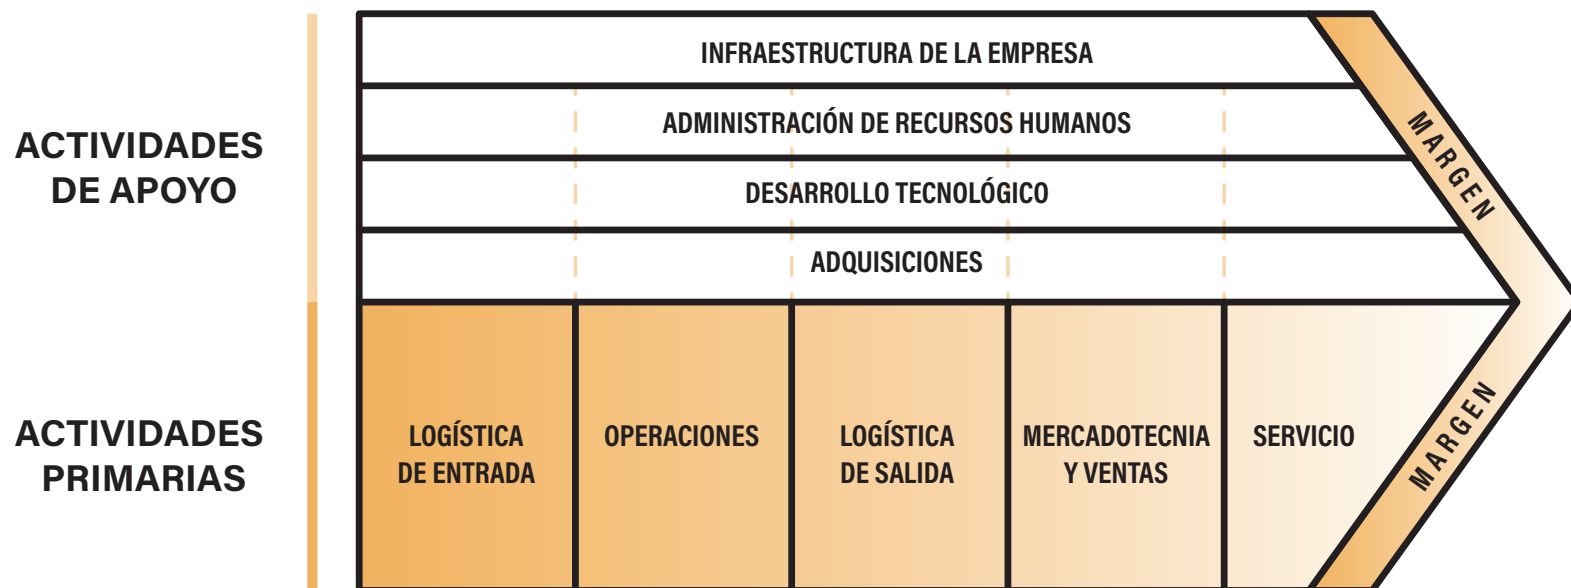 ACTIVIDADES
DE APOYO
INFRAESTRUCTURA DE LA EMPRESA
ADMINISTRACIÓN DE RECURSOS HUMANOS
DESARROLLO TECNOLÓGICO
ADQUISICIONES
MARGEN
ACTIVIDADES
PRIMARIAS
LOGÍSTICA
DE ENTRADA
OPERACIONES
LOGÍSTICA
DE SALIDA
MERCADOTECNIA
Y VENTAS
SERVICIO
MARGEN